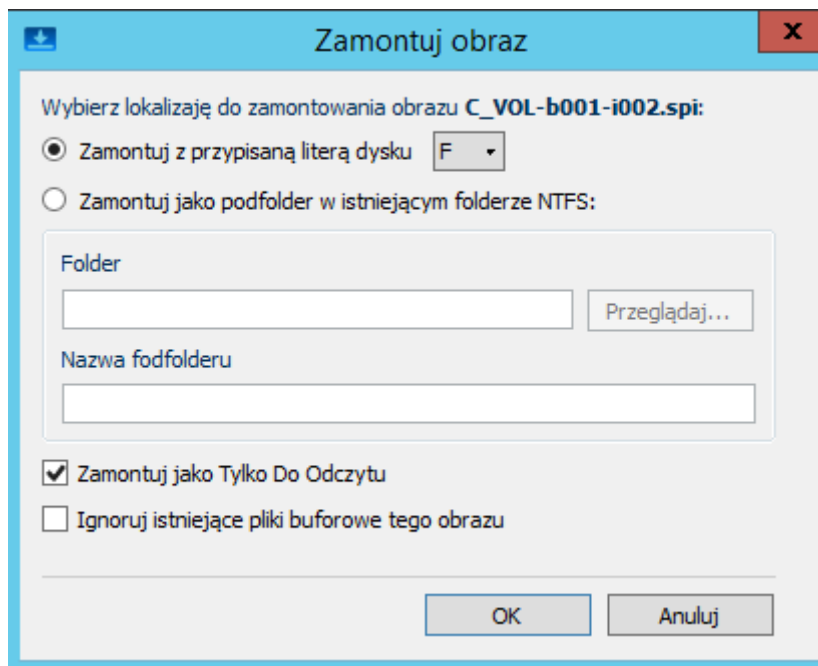 Zamontuj obraz
x
Wybierz lokalizaję do zamontowania obrazu C_VOL-b001-i002.spi:
Zamontuj z przypisaną literą dysku F
Zamontuj jako podfolder w istniejącym folderze NTFS:
Folder
Przeglądaj...
Nazwa fodfolderu
Zamontuj jako Tylko Do Odczytu
Ignoruj istniejące pliki buforowe tego obrazu
OK Anuluj